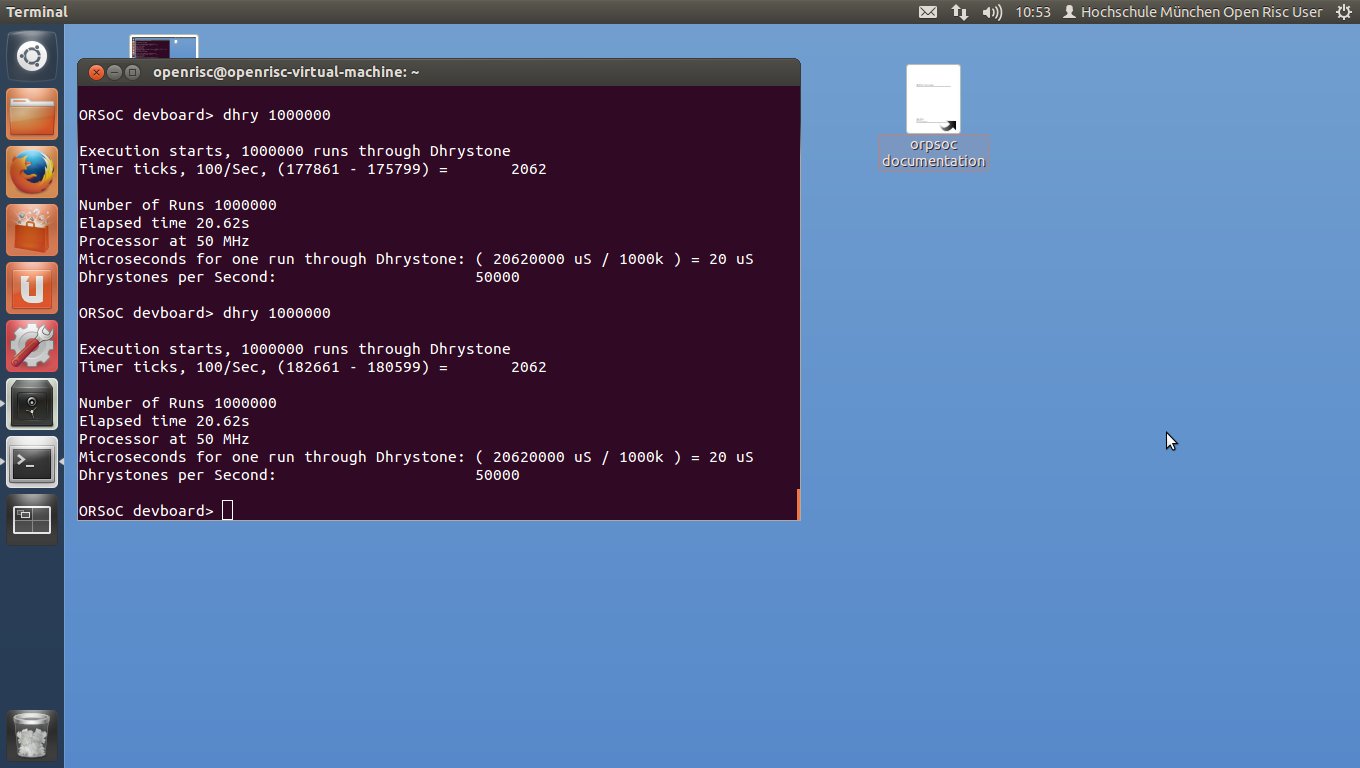 Terminal
10:53 Hochschule München Open Risc User
openrisc@openrisc-virtual-machine: ~
ORSoC devboard> dhry 1000000
Execution starts, 1000000 runs through Dhrystone
Timer ticks, 100/Sec, (177861 - 175799) = 2062
Number of Runs 1000000
Elapsed time 20.62s
Processor at 50 MHz
Microseconds for one run through Dhrystone: ( 20620000 uS / 1000k ) = 20 uS
Dhrystones per Second: 50000
ORSoC devboard> dhry 1000000
Execution starts, 1000000 runs through Dhrystone
Timer ticks, 100/Sec, (182661 - 180599) = 2062
Number of Runs 1000000
Elapsed time 20.62s
Processor at 50 MHz
Microseconds for one run through Dhrystone: ( 20620000 uS / 1000k ) = 20 uS
Dhrystones per Second: 50000
ORSoC devboard>
orpsoc
documentation